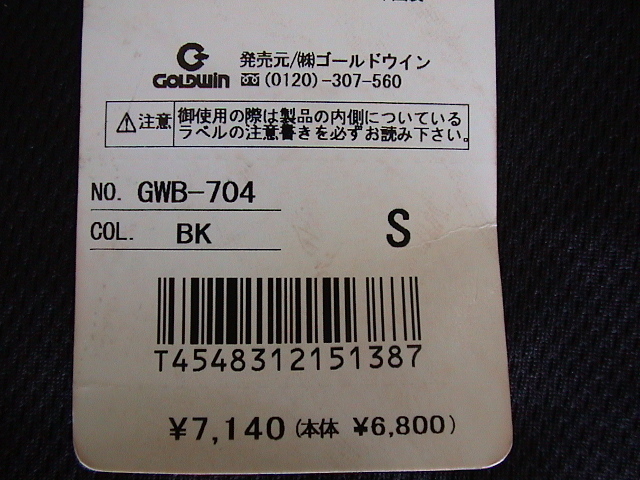 発売元/㈱ゴールドウイン
GOLDWIN (0120)-307-560
注意 御使用の際は製品の内側についている
ラベルの注意書きを必ずお読み下さい。
NO. GWB-704
COL. BK S
T4548312151387
¥7,140(本体 ¥6,800)